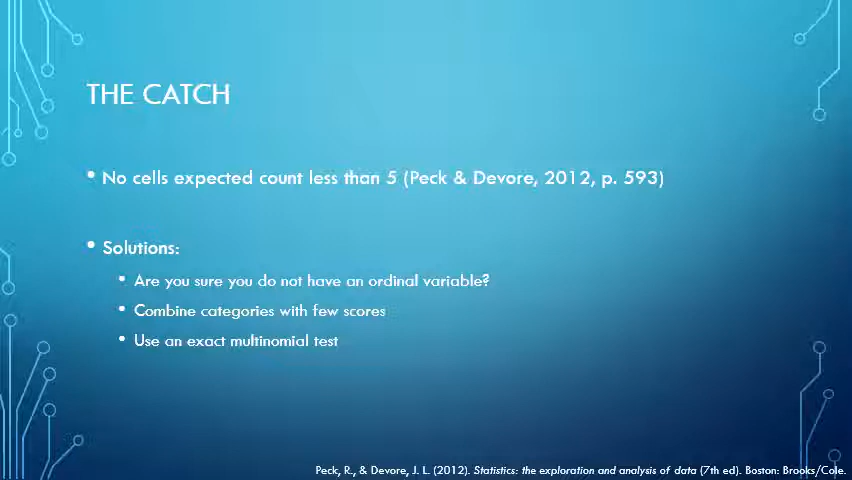 THE CATCH
• No cells expected count less than 5 (Peck & Devore, 2012, p. 593)
• Solutions:
• Are you sure you do not have an ordinal variable?
• Combine categories with few scores
• Use an exact multinomial test
Peck, R., & Devore, J. L. (2012). Statistics: the exploration and analysis of data (7th ed). Boston: Brooks/Cole.